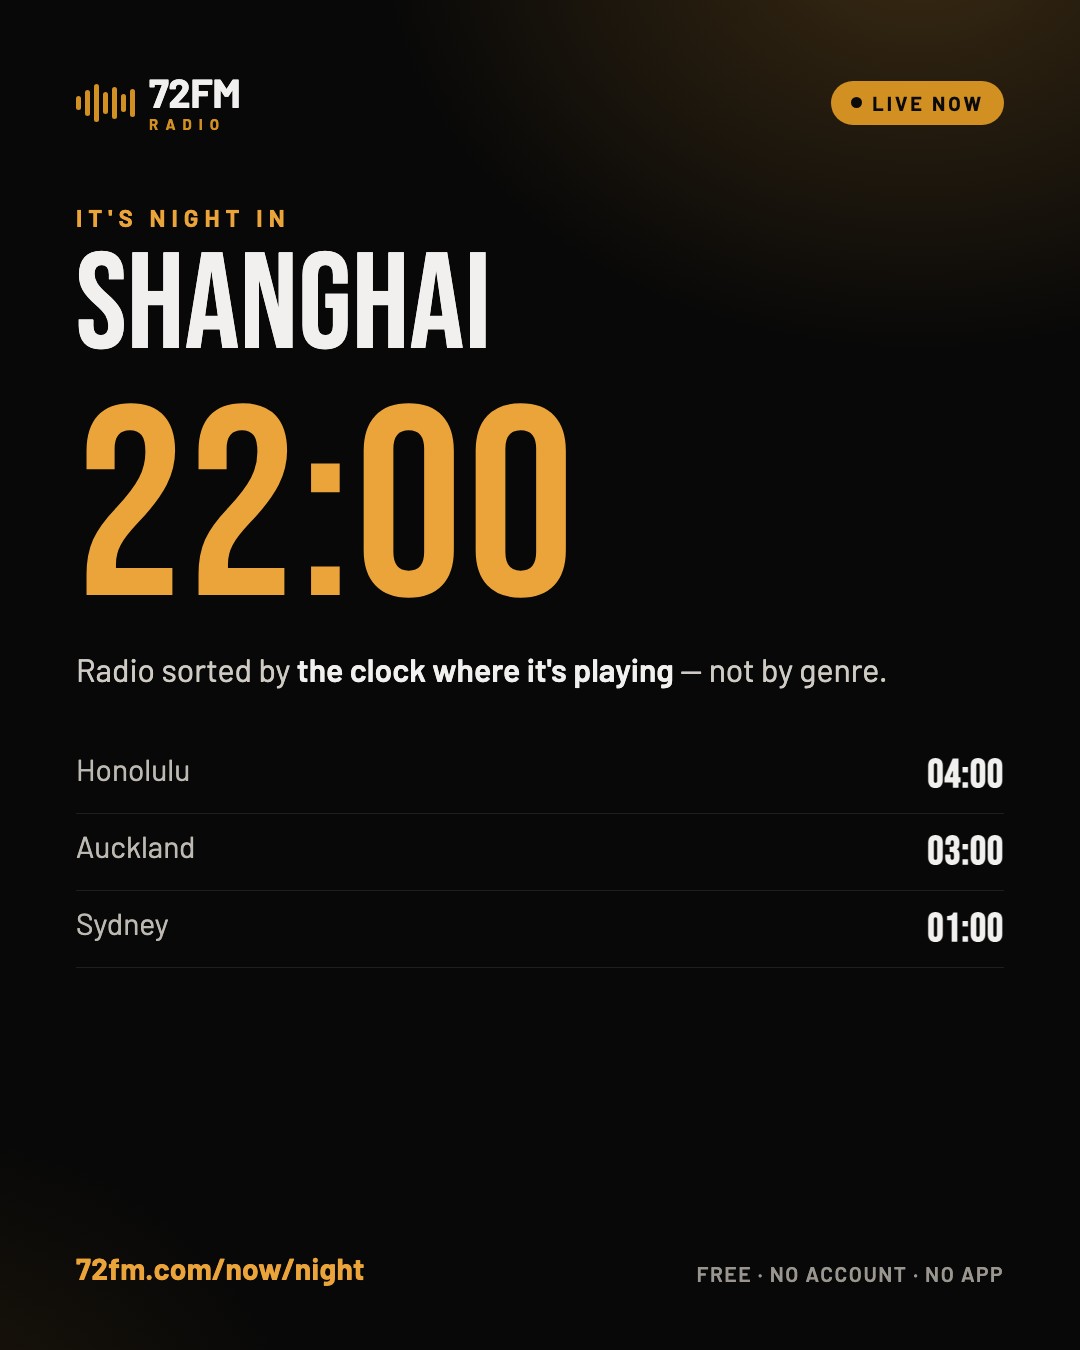 72FM
RADIO
LIVE NOW
IT'S NIGHT IN
SHANGHAI
22:00
Radio sorted by the clock where it's playing — not by genre.
Honolulu 04:00
Auckland 03:00
Sydney 01:00
72fm.com/now/night
FREE · NO ACCOUNT · NO APP